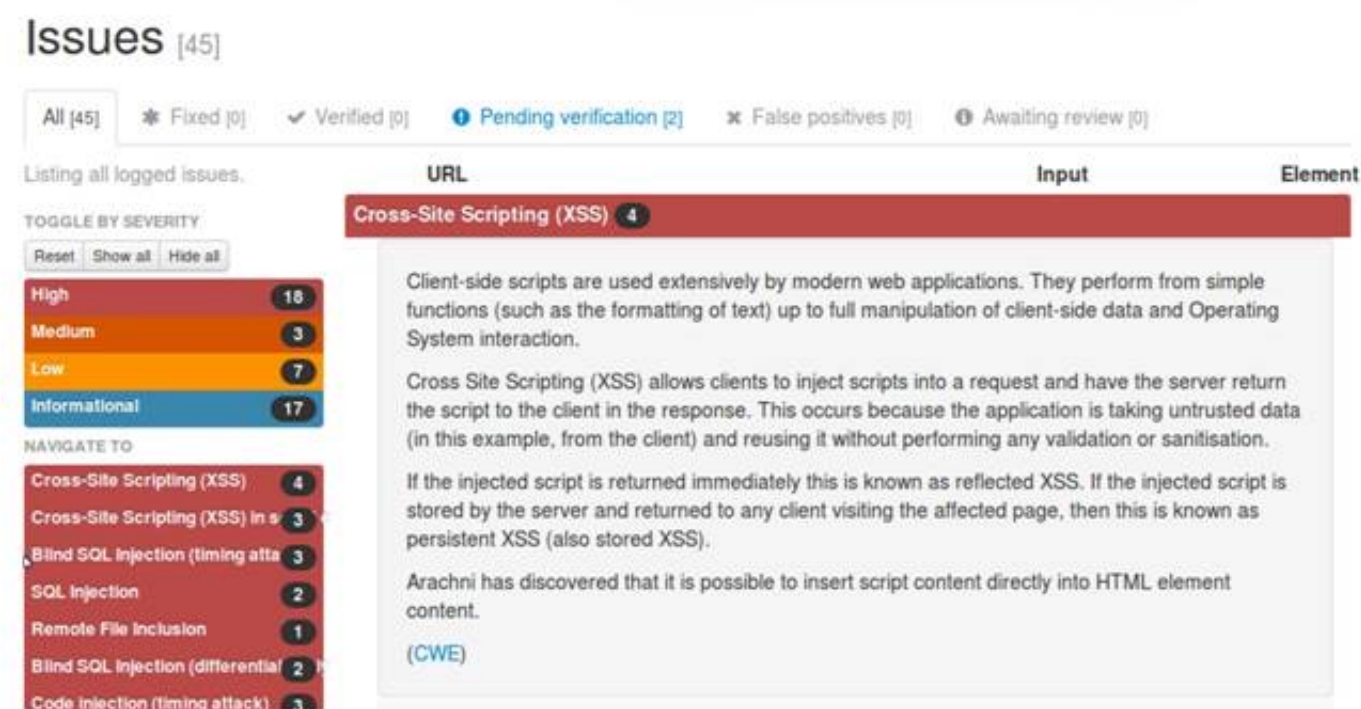 Issues [45]
All [45] Fixed [0] Verified [0] Pending verification [2] False positives [0] Awaiting review [0]
Listing all logged issues.
URL Input Element
TOGGLE BY SEVERITY
Reset Show all Hide all
High 18
Medium 3
Low 7
Informational 17
NAVIGATE TO
Cross-Site Scripting (XSS) 4
Cross-Site Scripting (XSS) in s 3
Blind SQL Injection (timing atta 3
SQL Injection 2
Remote File Inclusion 1
Blind SQL Injection (differential 2
Code injection (timing attack) 3
Cross-Site Scripting (XSS) 4
Client-side scripts are used extensively by modern web applications. They perform from simple
functions (such as the formatting of text) up to full manipulation of client-side data and Operating
System interaction.
Cross Site Scripting (XSS) allows clients to inject scripts into a request and have the server return
the script to the client in the response. This occurs because the application is taking untrusted data
(in this example, from the client) and reusing it without performing any validation or sanitisation.
If the injected script is returned immediately this is known as reflected XSS. If the injected script is
stored by the server and returned to any client visiting the affected page, then this is known as
persistent XSS (also stored XSS).
Arachni has discovered that it is possible to insert script content directly into HTML element
content.
(CWE)